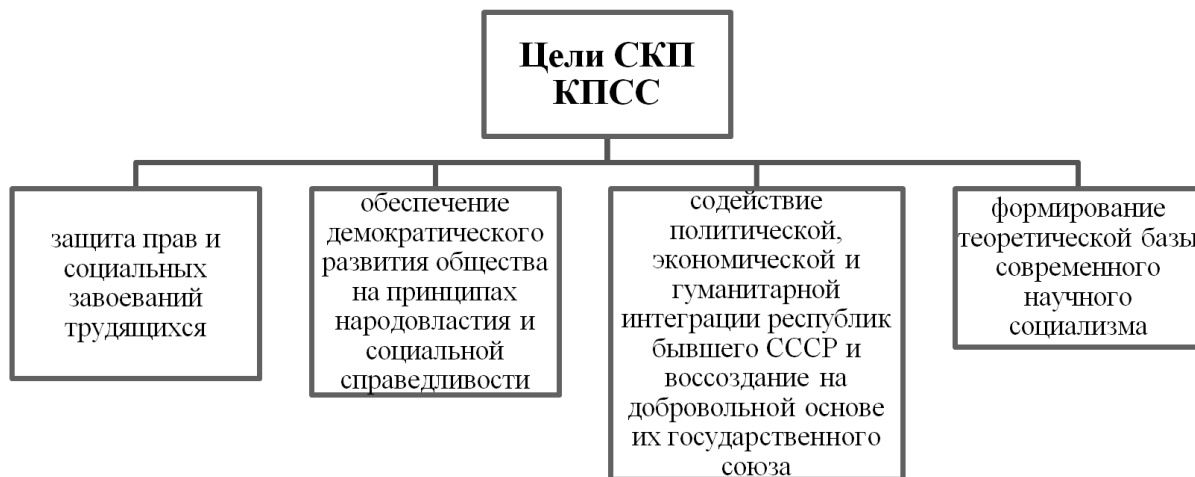 Цели СКП
КПСС
защита прав и
социальных
завоеваний
трудящихся
обеспечение
демократического
развития общества
на принципах
народовластия и
социальной
справедливости
содействие
политической,
экономической и
гуманитарной
интеграции республик
бывшего СССР и
воссоздание на
добровольной основе
их государственного
союза
формирование
теоретической базы
современного
научного
социализма